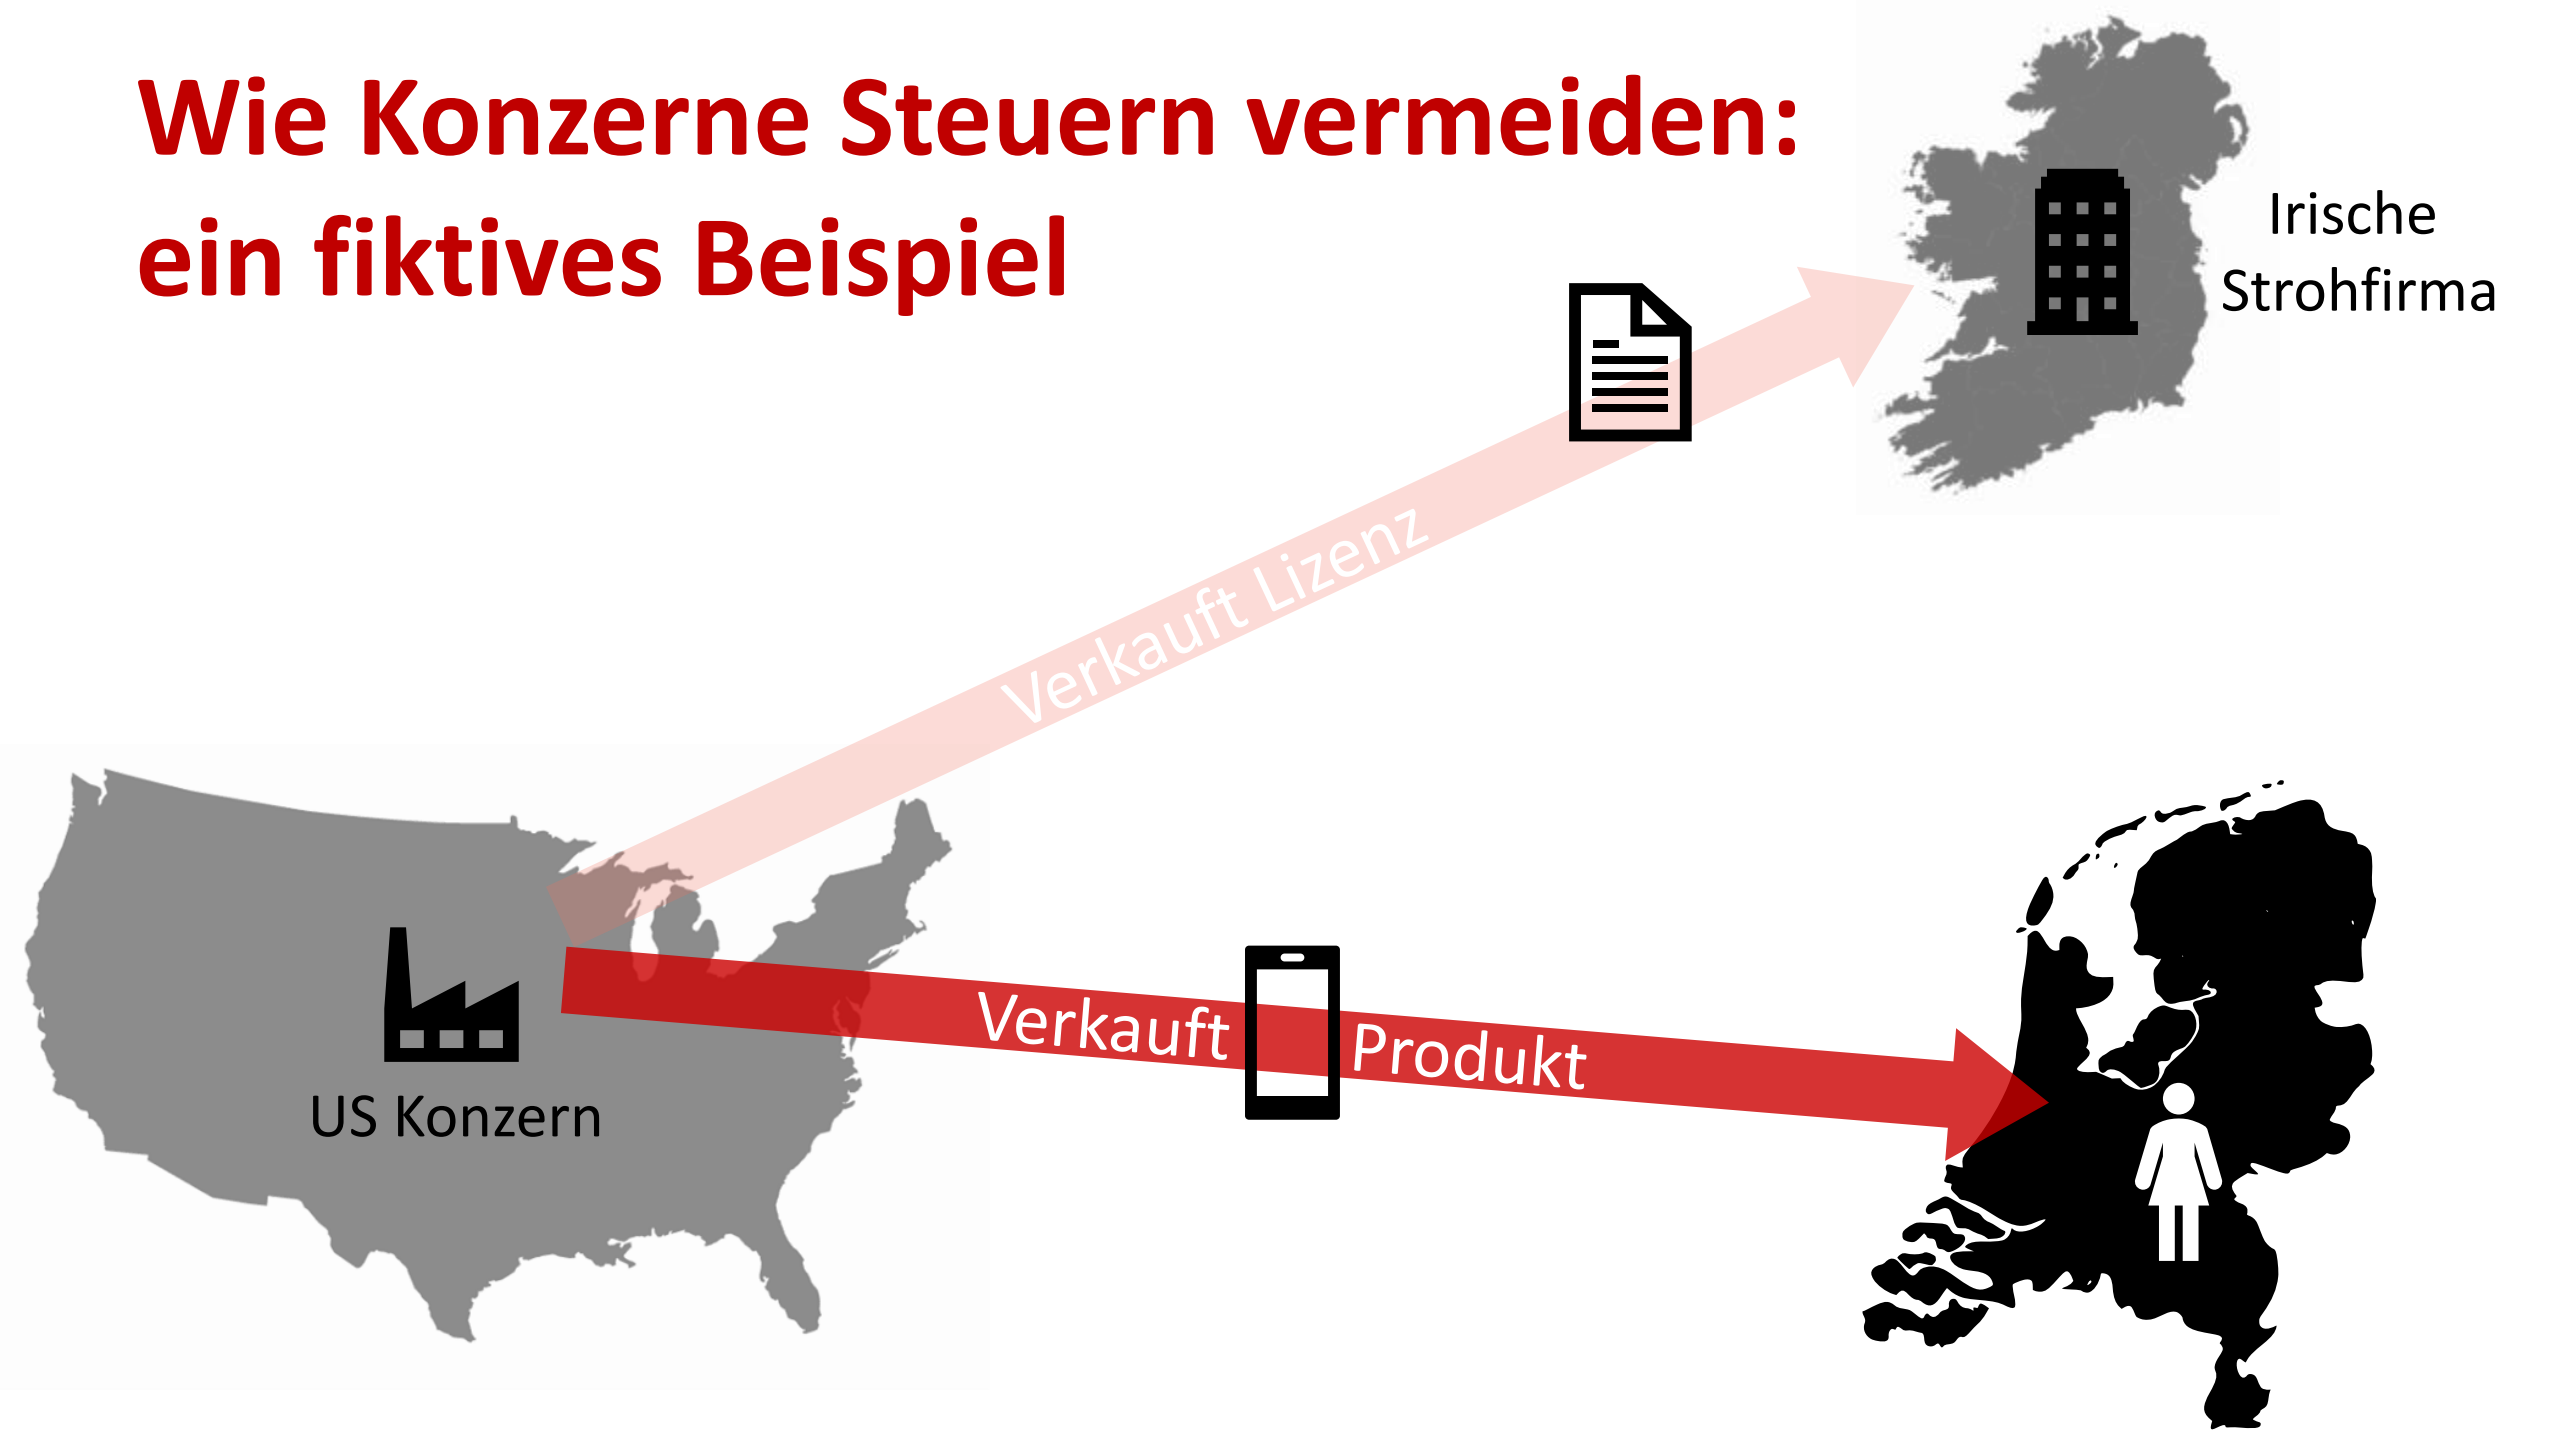 Wie Konzerne Steuern vermeiden:
ein fiktives Beispiel
Irische
Strohfirma
Verkauft Lizenz
US Konzern
Verkauft Produkt